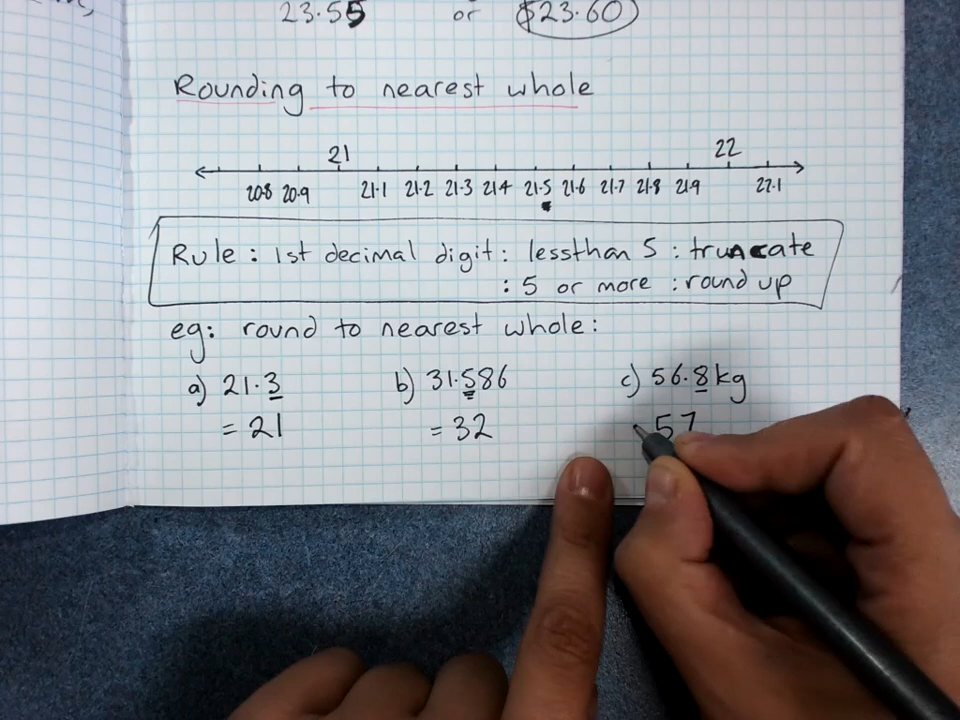 23.55 or $23.60
Rounding to nearest whole
21 22
20.8 20.9 21.1 21.2 21.3 21.4 21.5 21.6 21.7 21.8 21.9 22.1
Rule : 1st decimal digit : less than 5 : truncate
: 5 or more : round up
eg: round to nearest whole:
a) 21.3 b) 31.586 c) 56.8 kg
= 21 = 32 57